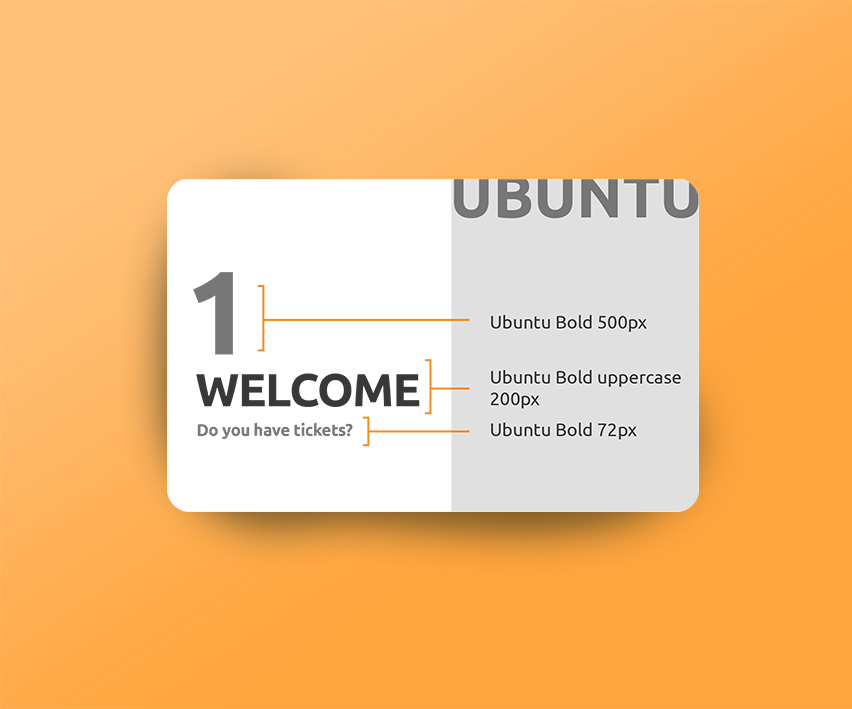 UBUNTU
1
WELCOME
Do you have tickets?
Ubuntu Bold 500px
Ubuntu Bold uppercase
200px
Ubuntu Bold 72px